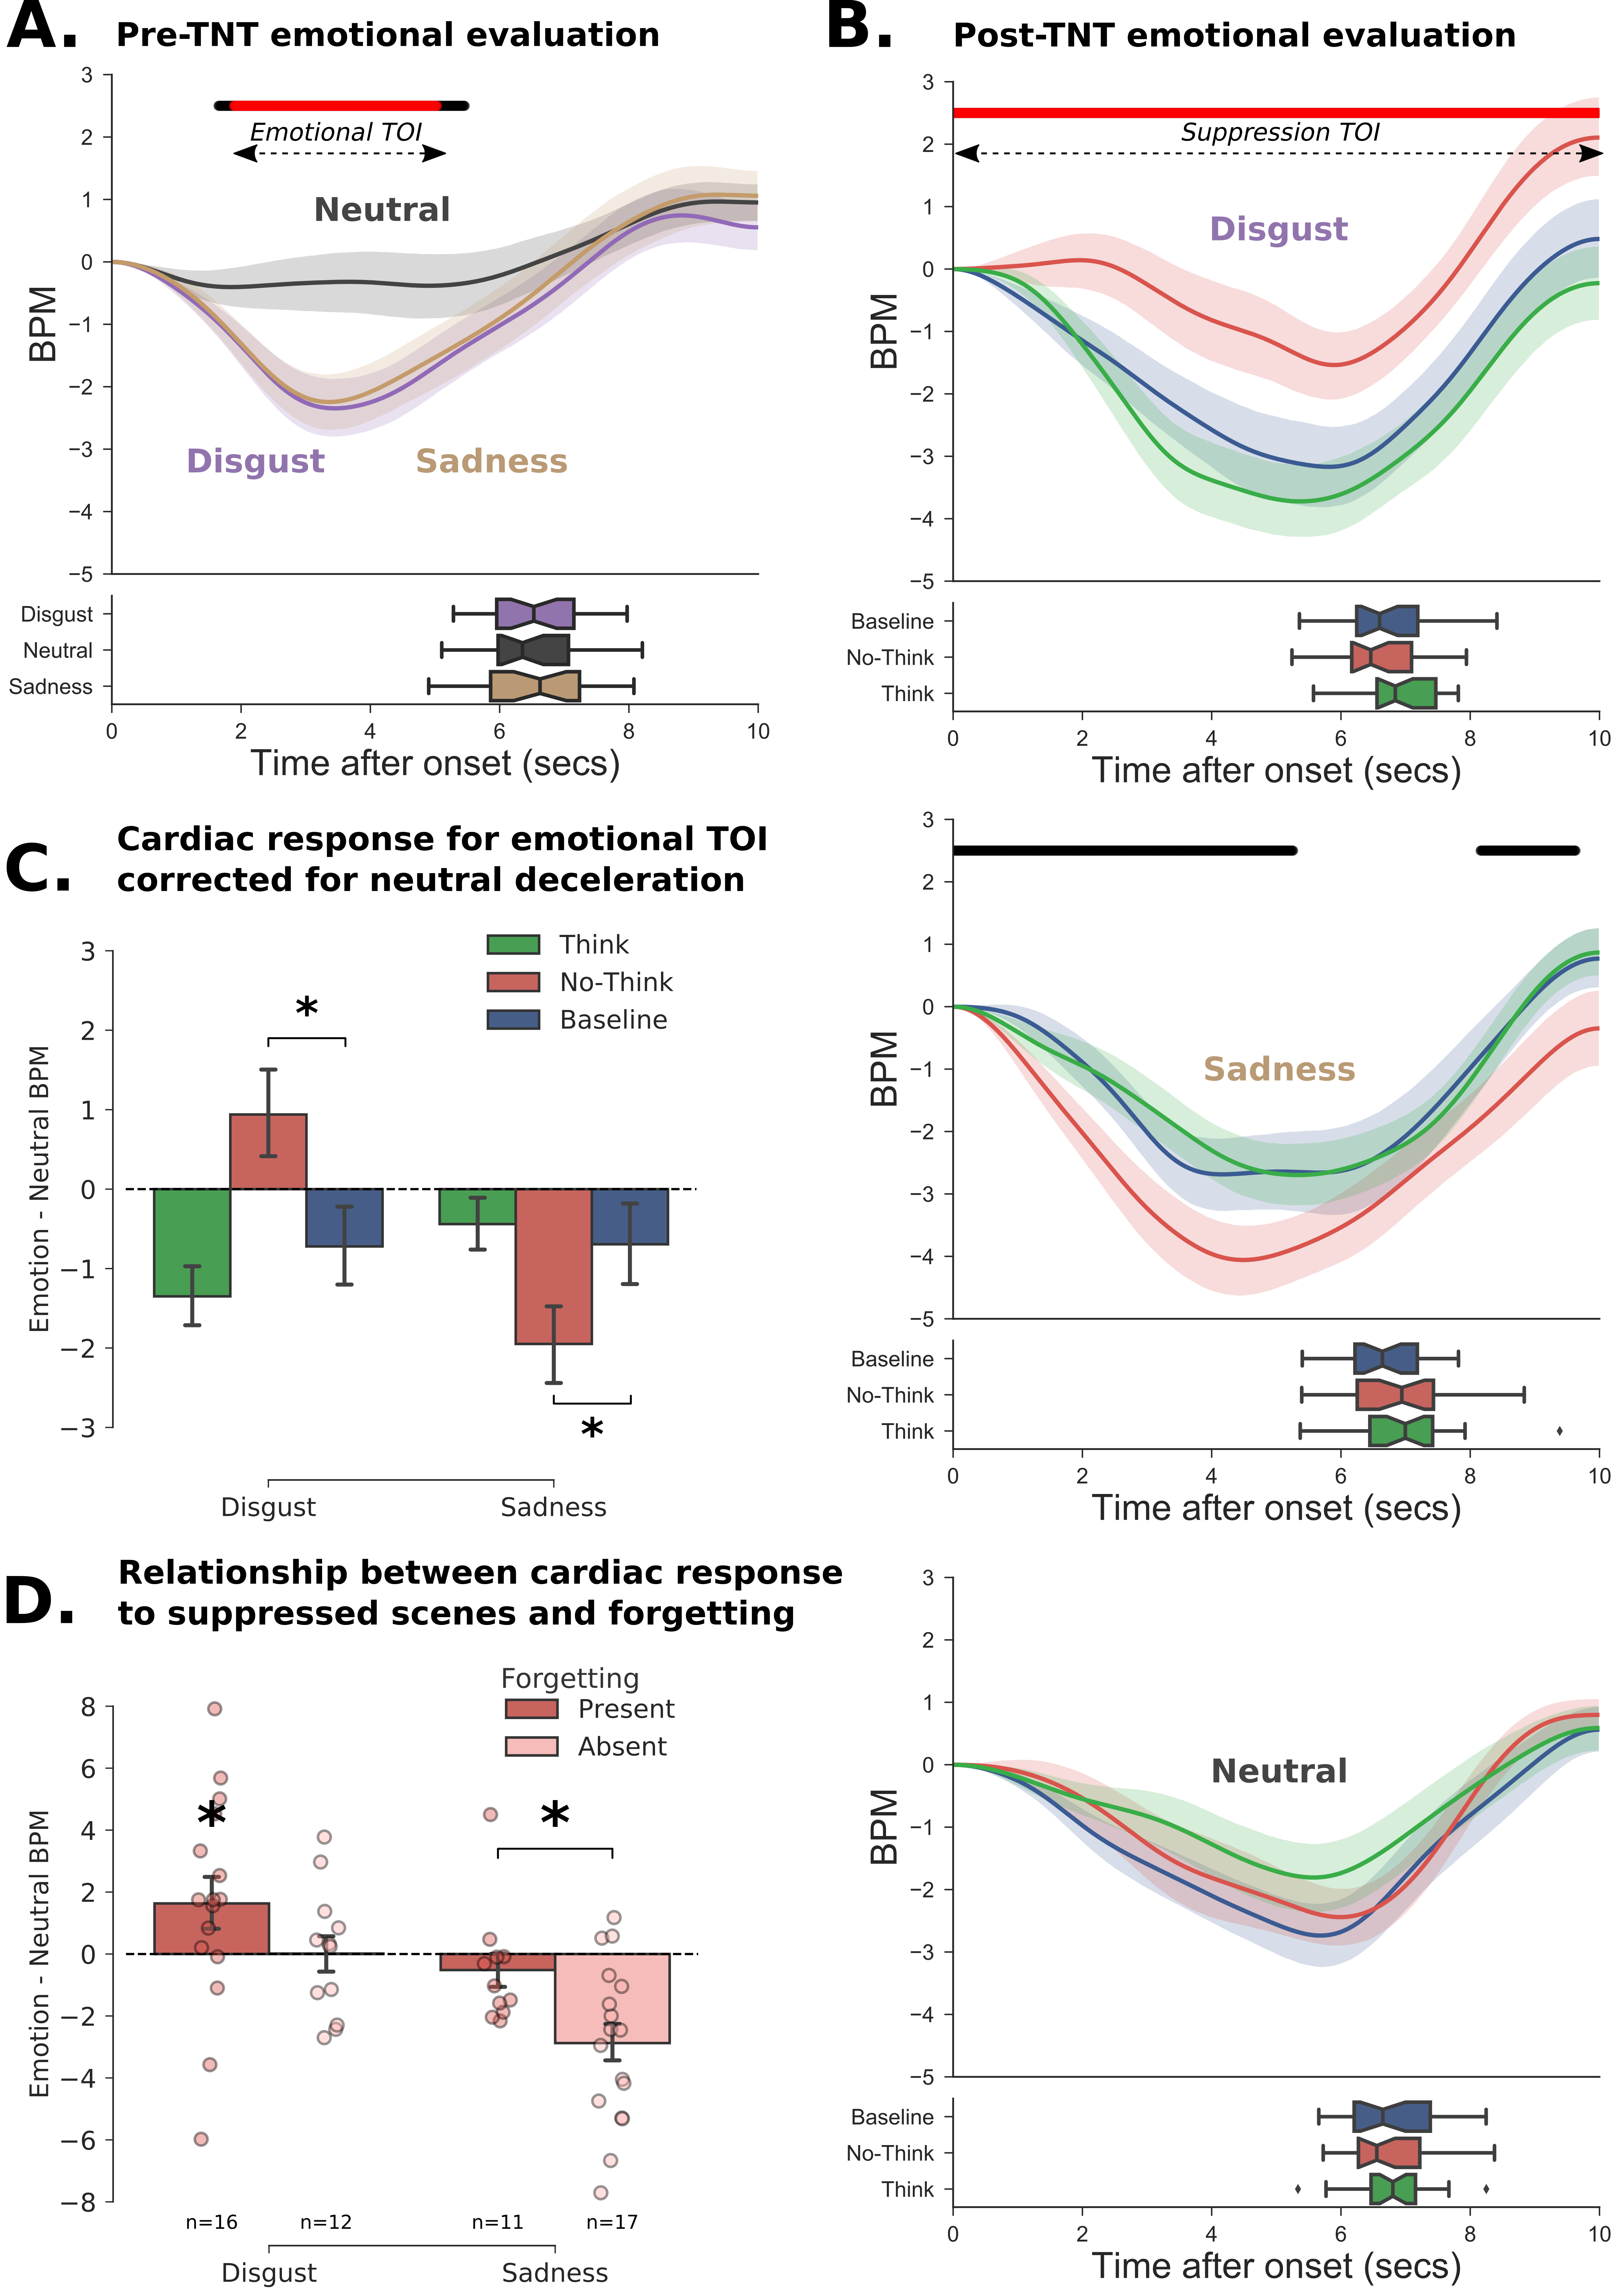 A. Pre-TNT emotional evaluation
3
2
1
0
−1
−2
−3
−4
−5
BPM
Emotional TOI
Neutral
Disgust
Sadness
Disgust
Neutral
Sadness
0 2 4 6 8 10
Time after onset (secs)
B. Post-TNT emotional evaluation
3
2
1
0
−1
−2
−3
−4
−5
BPM
Suppression TOI
Disgust
Baseline
No-Think
Think
0 2 4 6 8 10
Time after onset (secs)
3
2
1
0
−1
−2
−3
−4
−5
BPM
Sadness
Baseline
No-Think
Think
0 2 4 6 8 10
Time after onset (secs)
3
2
1
0
−1
−2
−3
−4
−5
BPM
Neutral
Baseline
No-Think
Think
0 2 4 6 8 10
Time after onset (secs)
C. Cardiac response for emotional TOI
corrected for neutral deceleration
Think
No-Think
Baseline
3
2
1
0
−1
−2
−3
Emotion - Neutral BPM
*
*
Disgust Sadness
D. Relationship between cardiac response
to suppressed scenes and forgetting
Forgetting
Present
Absent
8
6
4
2
0
−2
−4
−6
−8
Emotion - Neutral BPM
* *
n=16 n=12 n=11 n=17
Disgust Sadness